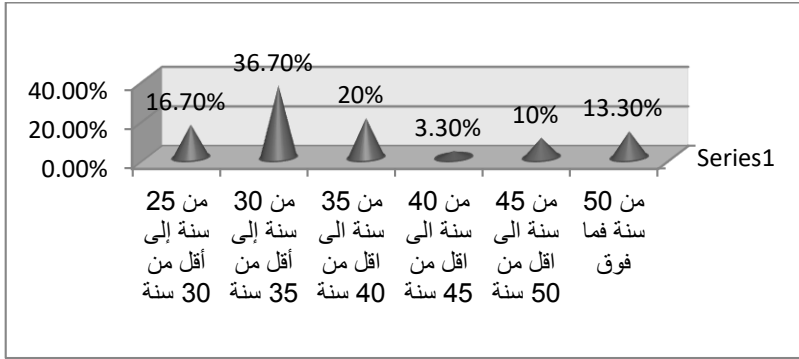 36.70%
16.70%
20%
3.30%
10%
13.30%
40.00%
20.00%
0.00%
Series1
من 25
سنة إلى
أقل من
30 سنة
من 30
سنة إلى
أقل من
35 سنة
من 35
سنة الى
اقل من
40 سنة
من 40
سنة الى
اقل من
45 سنة
من 45
سنة الى
اقل من
50 سنة
من 50
سنة فما
فوق